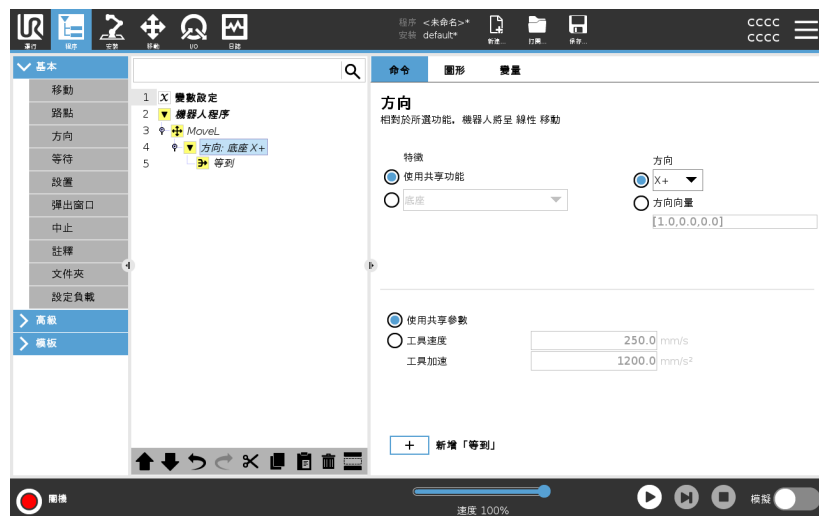 UR
運行
程序
安裝
移動
I/O
日誌
程序 <未命名>*
安裝 default*
新建...
打開...
保存...
CCCC
CCCC
基本
移動
路點
方向
等待
設置
彈出窗口
中止
註釋
文件夾
設定負載
高級
模板
1 X 變數設定
2 機器人程序
3 MoveL
4 方向: 底座 X+
5 等到
命令 圖形 變量
方向
相對於所選功能，機器人將呈 線性 移動
特徵
使用共享功能
底座
方向
X+
方向向量
[1.0,0.0,0.0]
使用共享參數
工具速度 250.0 mm/s
工具加速 1200.0 mm/s²
+ 新增「等到」
關機
速度 100%
模擬